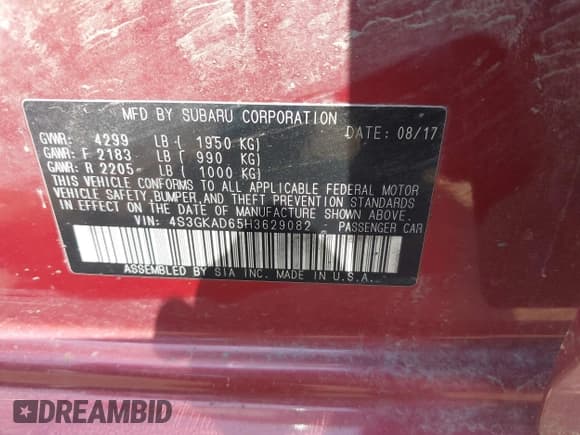 MFD BY SUBARU CORPORATION
GVWR: 4299 LB ( 1950 KG) DATE: 08/17
GAWR: F 2183 LB ( 990 KG)
GAWR: R 2205 LB ( 1000 KG)
THIS VEHICLE CONFORMS TO ALL APPLICABLE FEDERAL MOTOR
VEHICLE SAFETY, BUMPER, AND THEFT PREVENTION STANDARDS
IN EFFECT ON THE DATE OF MANUFACTURE SHOWN ABOVE.
VIN: 4S3GKAD65H3629082 PASSENGER CAR
ASSEMBLED BY SIA INC. MADE IN U.S.A.
DREAMBID